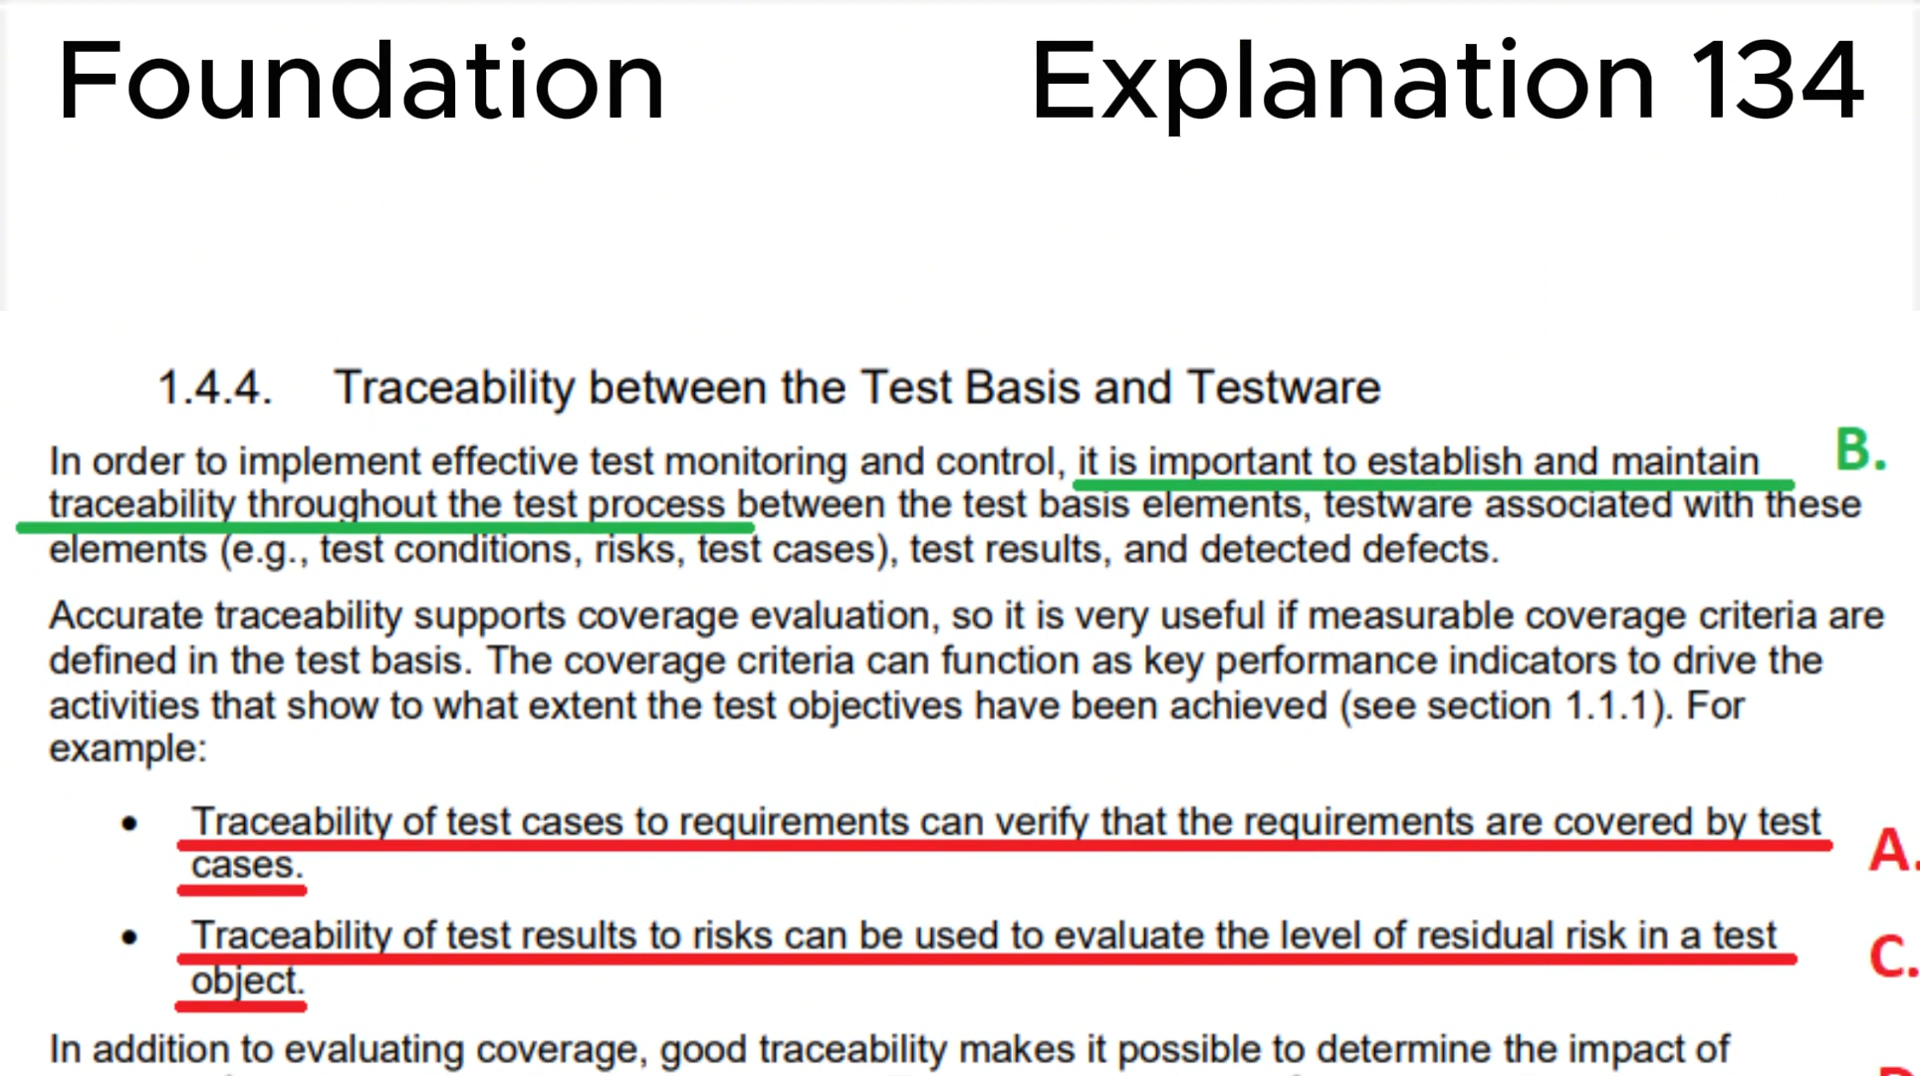 Foundation Explanation 134
1.4.4. Traceability between the Test Basis and Testware
In order to implement effective test monitoring and control, it is important to establish and maintain B.
traceability throughout the test process between the test basis elements, testware associated with these
elements (e.g., test conditions, risks, test cases), test results, and detected defects.
Accurate traceability supports coverage evaluation, so it is very useful if measurable coverage criteria are
defined in the test basis. The coverage criteria can function as key performance indicators to drive the
activities that show to what extent the test objectives have been achieved (see section 1.1.1). For
example:
• Traceability of test cases to requirements can verify that the requirements are covered by test
cases. A.
• Traceability of test results to risks can be used to evaluate the level of residual risk in a test
object. C.
In addition to evaluating coverage, good traceability makes it possible to determine the impact of